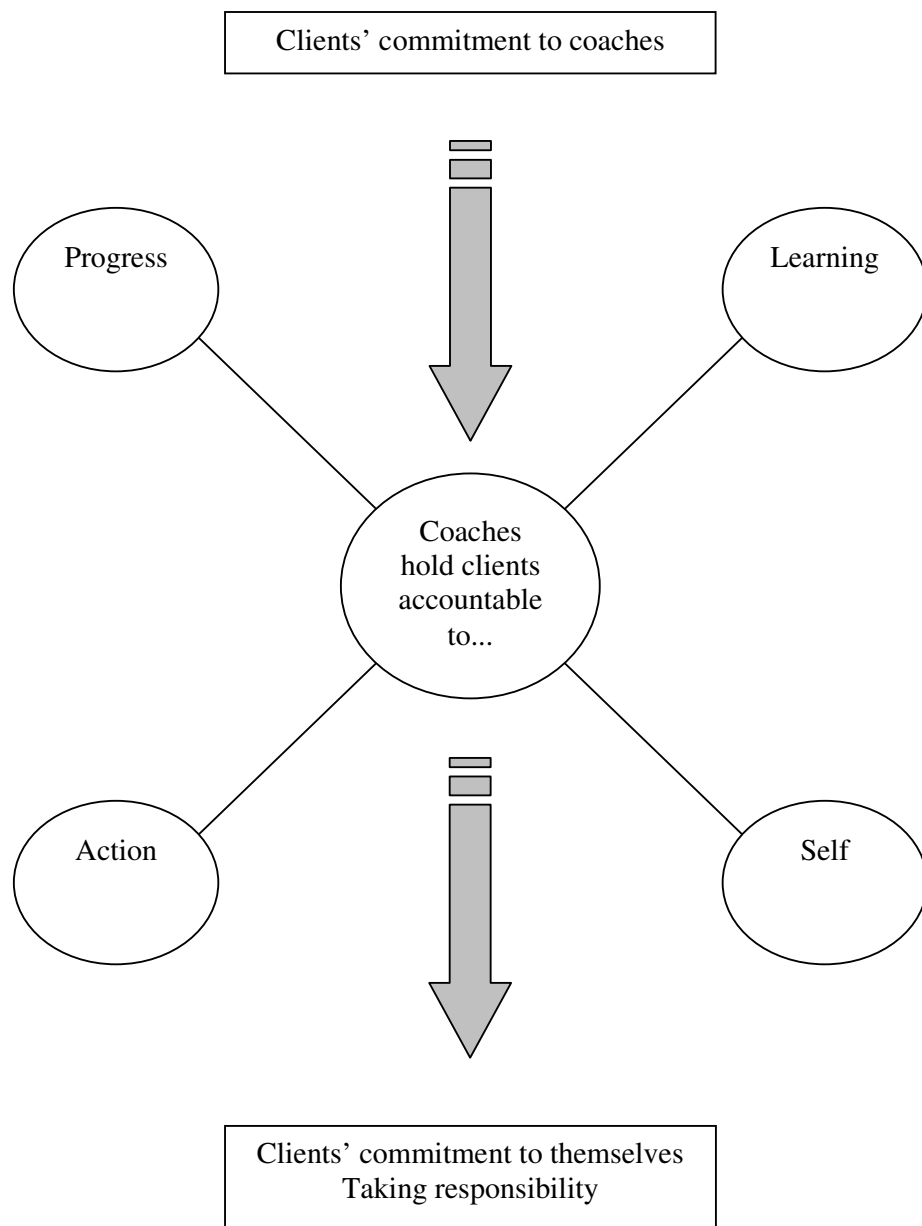 Clients’ commitment to coaches
Progress
Learning
Coaches
hold clients
accountable
to...
Action
Self
Clients’ commitment to themselves
Taking responsibility